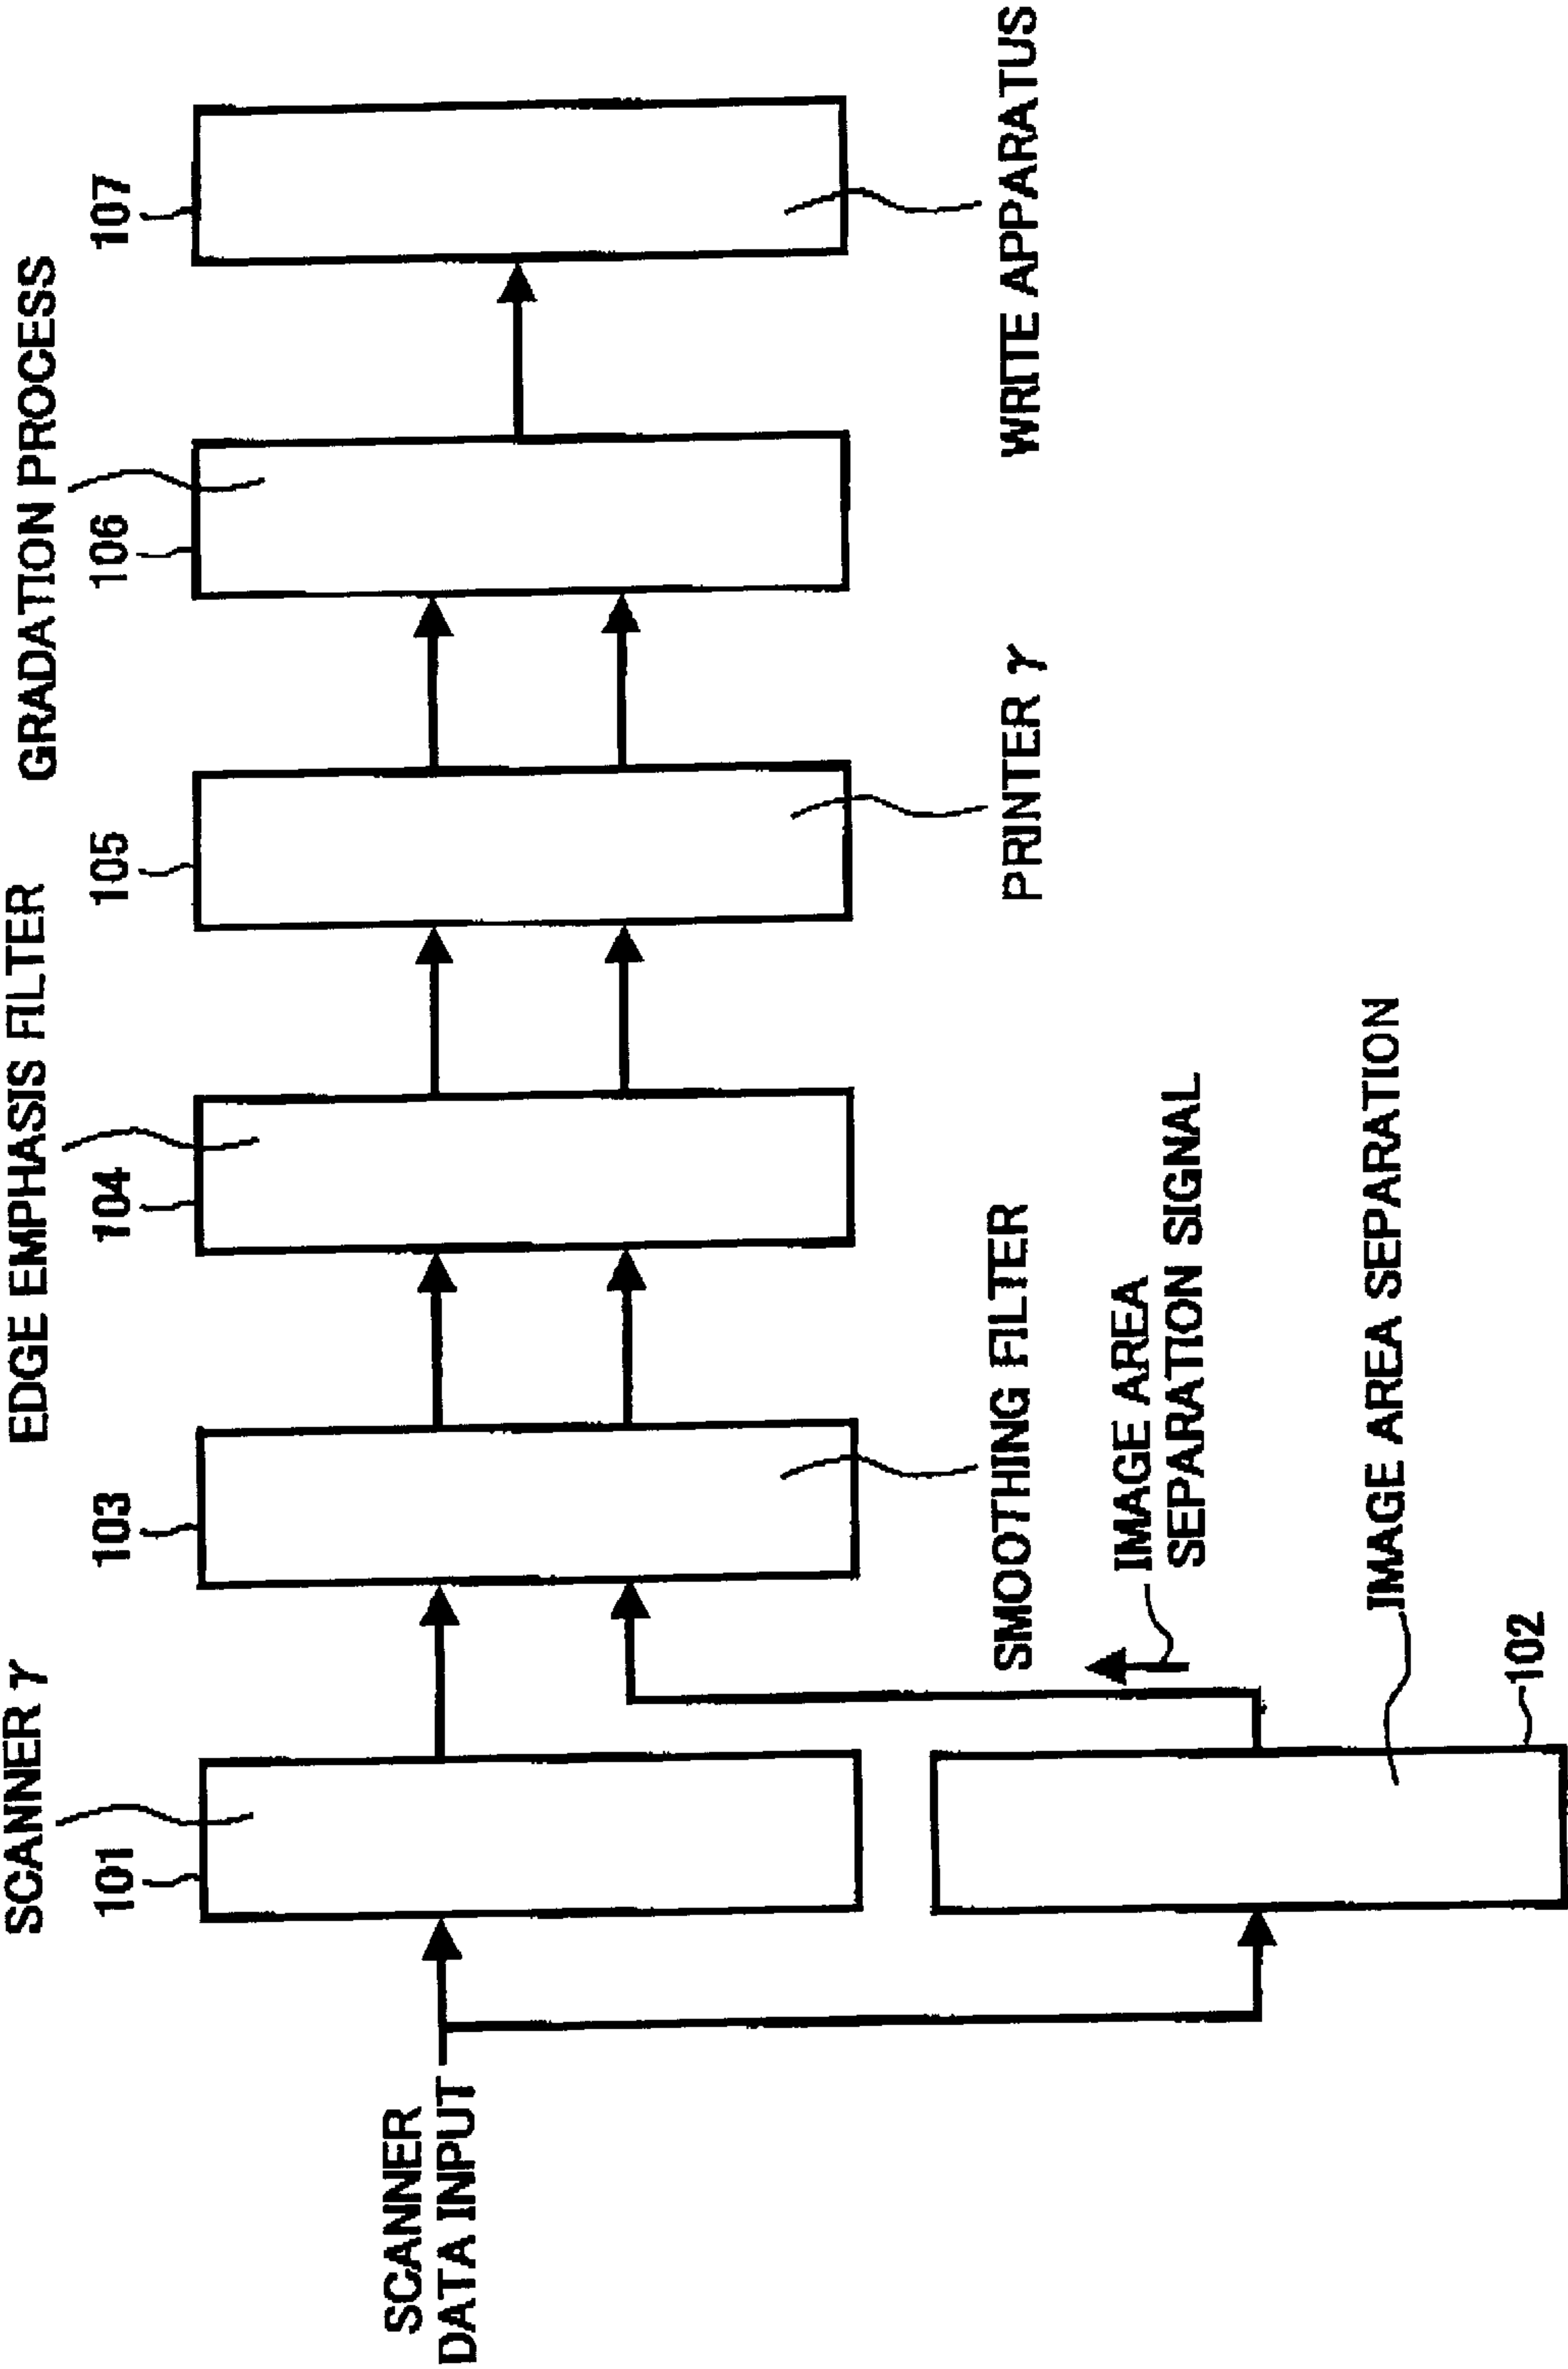 SCANNER
DATA INPUT
SCANNER γ
101
102
IMAGE AREA SEPARATION
IMAGE AREA
SEPARATION SIGNAL
103
SMOOTHING FILTER
EDGE EMPHASIS FILTER
104
105
PRINTER γ
GRADATION PROCESS
106
107
WRITE APPARATUS